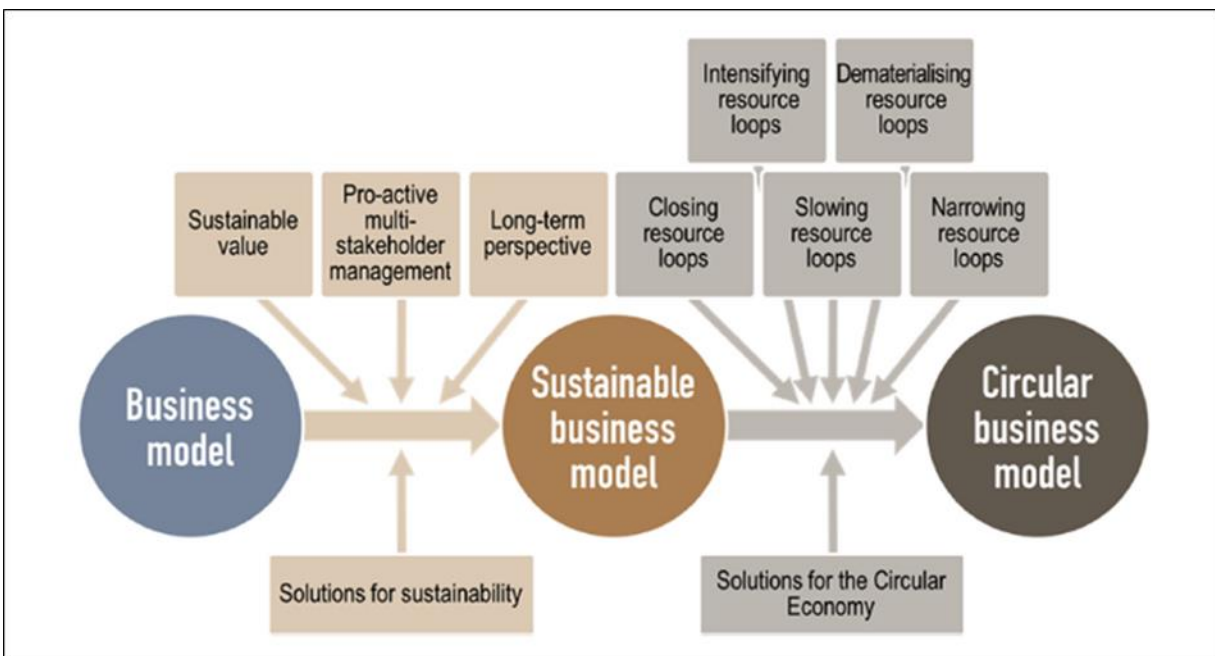 Intensifying
resource
loops
Dematerialising
resource
loops
Sustainable
value
Pro-active
multi-
stakeholder
management
Long-term
perspective
Closing
resource
loops
Slowing
resource
loops
Narrowing
resource
loops
Business
model
Sustainable
business
model
Circular
business
model
Solutions for sustainability
Solutions for the Circular
Economy